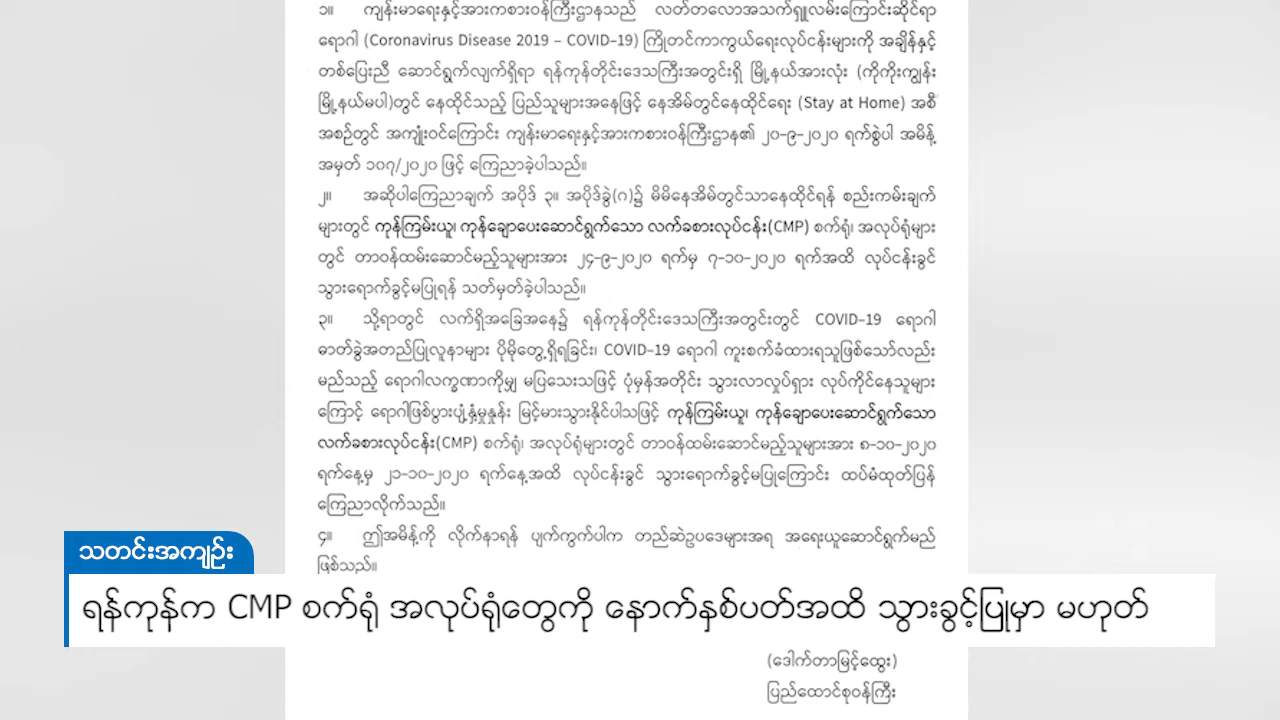 ၁။ ကျန်းမာရေးနှင့်အားကစားဝန်ကြီးဌာနသည် လတ်တလောအသက်ရှူလမ်းကြောင်းဆိုင်ရာ
ရောဂါ (Coronavirus Disease 2019 – COVID–19) ကြိုတင်ကာကွယ်ရေးလုပ်ငန်းများကို အချိန်နှင့်
တစ်ပြေးညီ ဆောင်ရွက်လျက်ရှိရာ ရန်ကုန်တိုင်းဒေသကြီးအတွင်းရှိ မြို့နယ်အားလုံး (ကိုကိုးကျွန်း
မြို့နယ်မပါ)တွင် နေထိုင်သည့် ပြည်သူများအနေဖြင့် နေအိမ်တွင်နေထိုင်ရေး (Stay at Home) အစီ
အစဉ်တွင် အကျုံးဝင်ကြောင်း ကျန်းမာရေးနှင့်အားကစားဝန်ကြီးဌာန၏ ၂၀–၉–၂၀၂၀ ရက်စွဲပါ အမိန့်
အမှတ် ၁၀၇/၂၀၂၀ ဖြင့် ကြေညာခဲ့ပါသည်။
၂။ အဆိုပါကြေညာချက် အပိုဒ် ၃။ အပိုဒ်ခွဲ(ဂ)၌ မိမိနေအိမ်တွင်သာနေထိုင်ရန် စည်းကမ်းချက်
များတွင် ကုန်ကြမ်းယူ၊ ကုန်ချောပေးဆောင်ရွက်သော လက်ခစားလုပ်ငန်း(CMP) စက်ရုံ၊ အလုပ်ရုံများ
တွင် တာဝန်ထမ်းဆောင်မည့်သူများအား ၂၄–၉–၂၀၂၀ ရက်မှ ၇–၁၀–၂၀၂၀ ရက်အထိ လုပ်ငန်းခွင်
သွားရောက်ခွင့်မပြုရန် သတ်မှတ်ခဲ့ပါသည်။
၃။ သို့ရာတွင် လက်ရှိအခြေအနေ၌ ရန်ကုန်တိုင်းဒေသကြီးအတွင်းတွင် COVID–19 ရောဂါ
ဓာတ်ခွဲအတည်ပြုလူနာများ ပိုမိုတွေ့ရှိရခြင်း၊ COVID–19 ရောဂါ ကူးစက်ခံထားရသူဖြစ်သော်လည်း
မည်သည့် ရောဂါလက္ခဏာကိုမျှ မပြသေးသဖြင့် ပုံမှန်အတိုင်း သွားလာလှုပ်ရှား လုပ်ကိုင်နေသူများ
ကြောင့် ရောဂါဖြစ်ပွားပျံ့နှံ့မှုနှုန်း မြင့်မားသွားနိုင်ပါသဖြင့် ကုန်ကြမ်းယူ၊ ကုန်ချောပေးဆောင်ရွက်သော
လက်ခစားလုပ်ငန်း(CMP) စက်ရုံ၊ အလုပ်ရုံများတွင် တာဝန်ထမ်းဆောင်မည့်သူများအား ၈–၁၀–၂၀၂၀
ရက်နေ့မှ ၂၁–၁၀–၂၀၂၀ ရက်နေ့အထိ လုပ်ငန်းခွင် သွားရောက်ခွင့်မပြုကြောင်း ထပ်မံထုတ်ပြန်
ကြေညာလိုက်သည်။
၄။ ဤအမိန့်ကို လိုက်နာရန် ပျက်ကွက်ပါက တည်ဆဲဥပဒေများအရ အရေးယူဆောင်ရွက်မည်
ဖြစ်သည်။
သတင်းအကျဉ်း
ရန်ကုန်က CMP စက်ရုံ အလုပ်ရုံတွေကို နောက်နှစ်ပတ်အထိ သွားခွင့်ပြုမှာ မဟုတ်
(ဒေါက်တာမြင့်ထွေး)
ပြည်ထောင်စုဝန်ကြီး